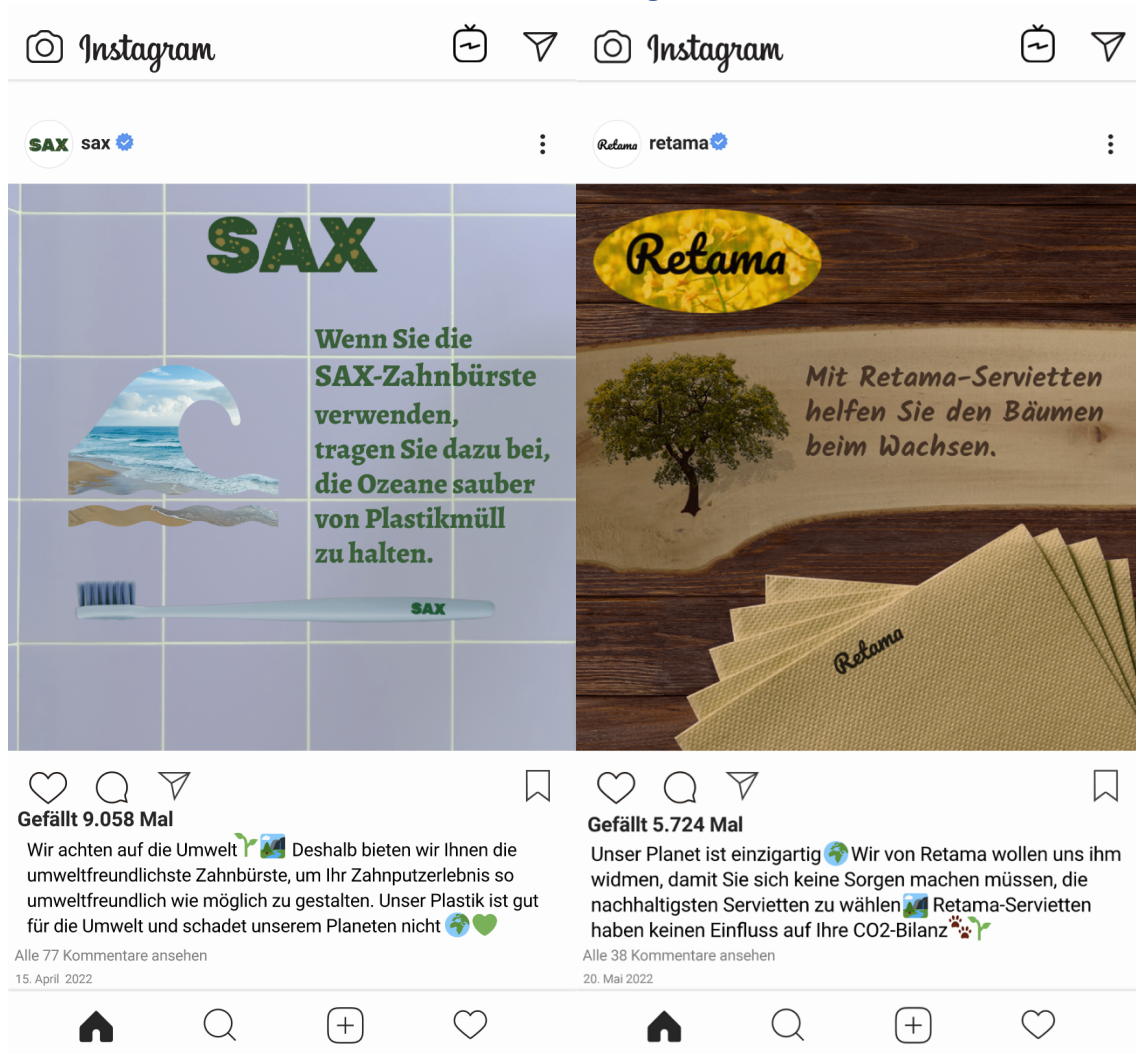 Instagram
sax
SAX
SAX
Wenn Sie die
SAX-Zahnbürste
verwenden,
tragen Sie dazu bei,
die Ozeane sauber
von Plastikmüll
zu halten.
SAX
Gefällt 9.058 Mal
Wir achten auf die Umwelt🌱🏞️ Deshalb bieten wir Ihnen die
umweltfreundlichste Zahnbürste, um Ihr Zahnputzerlebnis so
umweltfreundlich wie möglich zu gestalten. Unser Plastik ist gut
für die Umwelt und schadet unserem Planeten nicht 🌍💚
Alle 77 Kommentare ansehen
15. April 2022
Instagram
Retama
retama
Retama
Mit Retama-Servietten
helfen Sie den Bäumen
beim Wachsen.
Retama
Gefällt 5.724 Mal
Unser Planet ist einzigartig🌍Wir von Retama wollen uns ihm
widmen, damit Sie sich keine Sorgen machen müssen, die
nachhaltigsten Servietten zu wählen🏞️ Retama-Servietten
haben keinen Einfluss auf Ihre CO2-Bilanz🐾🌱
Alle 38 Kommentare ansehen
20. Mai 2022